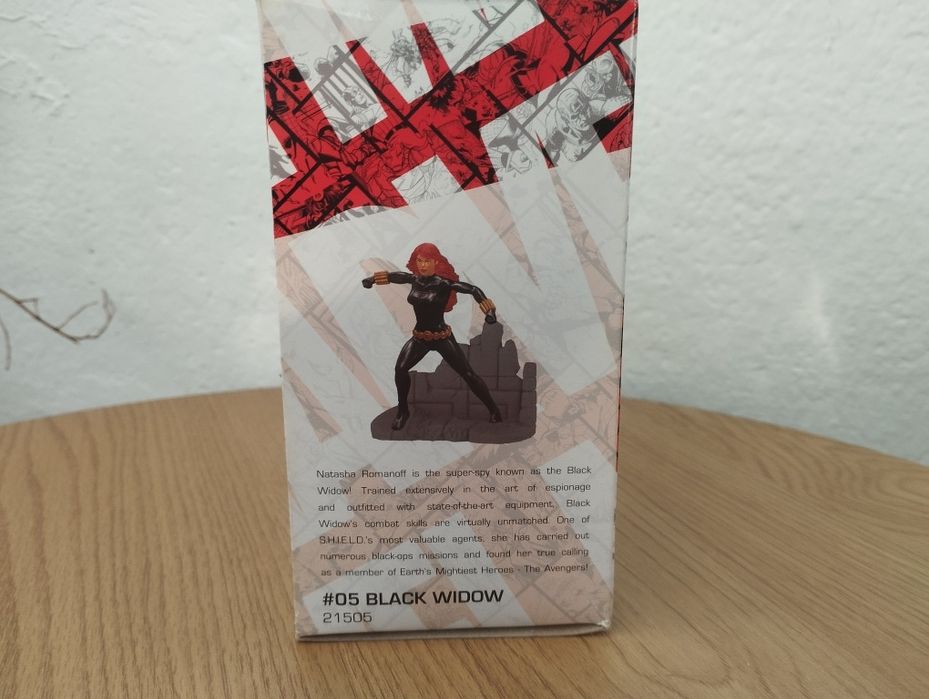 Natasha Romanoff is the super-spy known as the Black
Widow! Trained extensively in the art of espionage
and outfitted with state-of-the-art equipment, Black
Widow's combat skills are virtually unmatched. One of
S.H.I.E.L.D.'s most valuable agents, she has carried out
numerous black-ops missions and found her true calling
as a member of Earth's Mightiest Heroes - The Avengers!
#05 BLACK WIDOW
21505